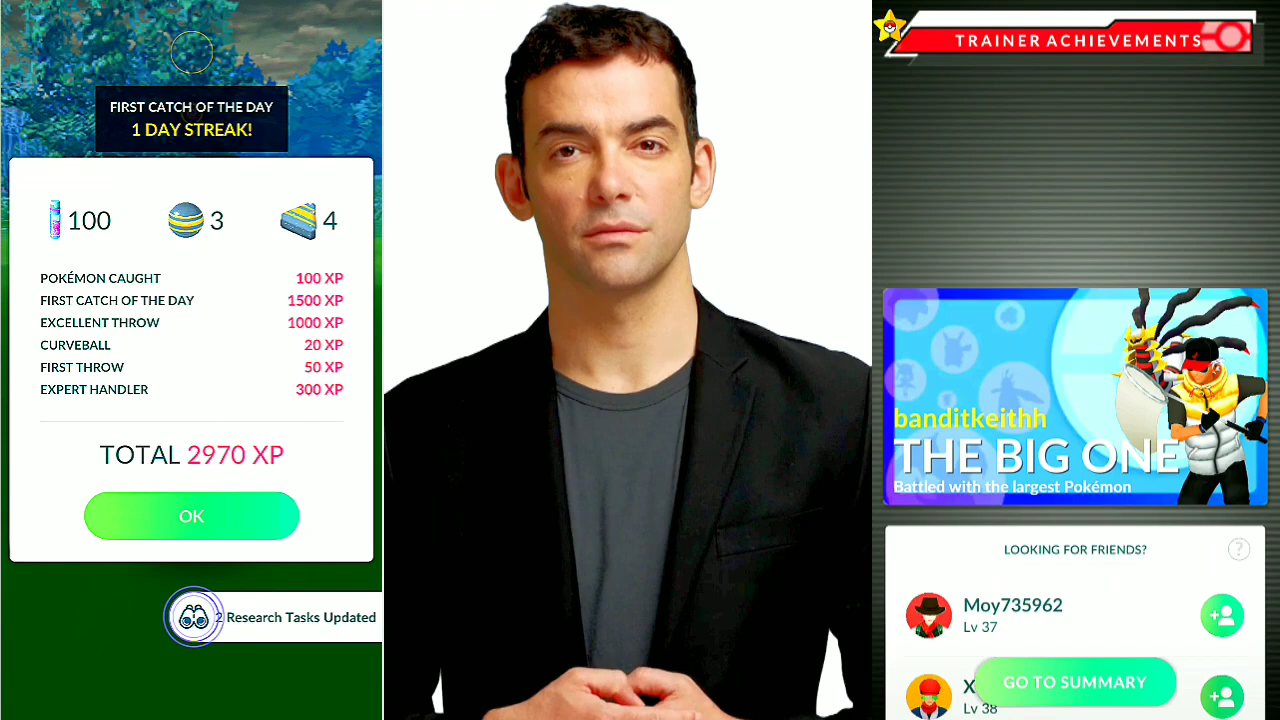 FIRST CATCH OF THE DAY
1 DAY STREAK!
100
3
4
POKÉMON CAUGHT 100 XP
FIRST CATCH OF THE DAY 1500 XP
EXCELLENT THROW 1000 XP
CURVEBALL 20 XP
FIRST THROW 50 XP
EXPERT HANDLER 300 XP
TOTAL 2970 XP
OK
2 Research Tasks Updated
TRAINER ACHIEVEMENTS
banditkeithh
THE BIG ONE
Battled with the largest Pokémon
LOOKING FOR FRIENDS?
?
Moy735962
Lv 37
X
Lv 38
GO TO SUMMARY